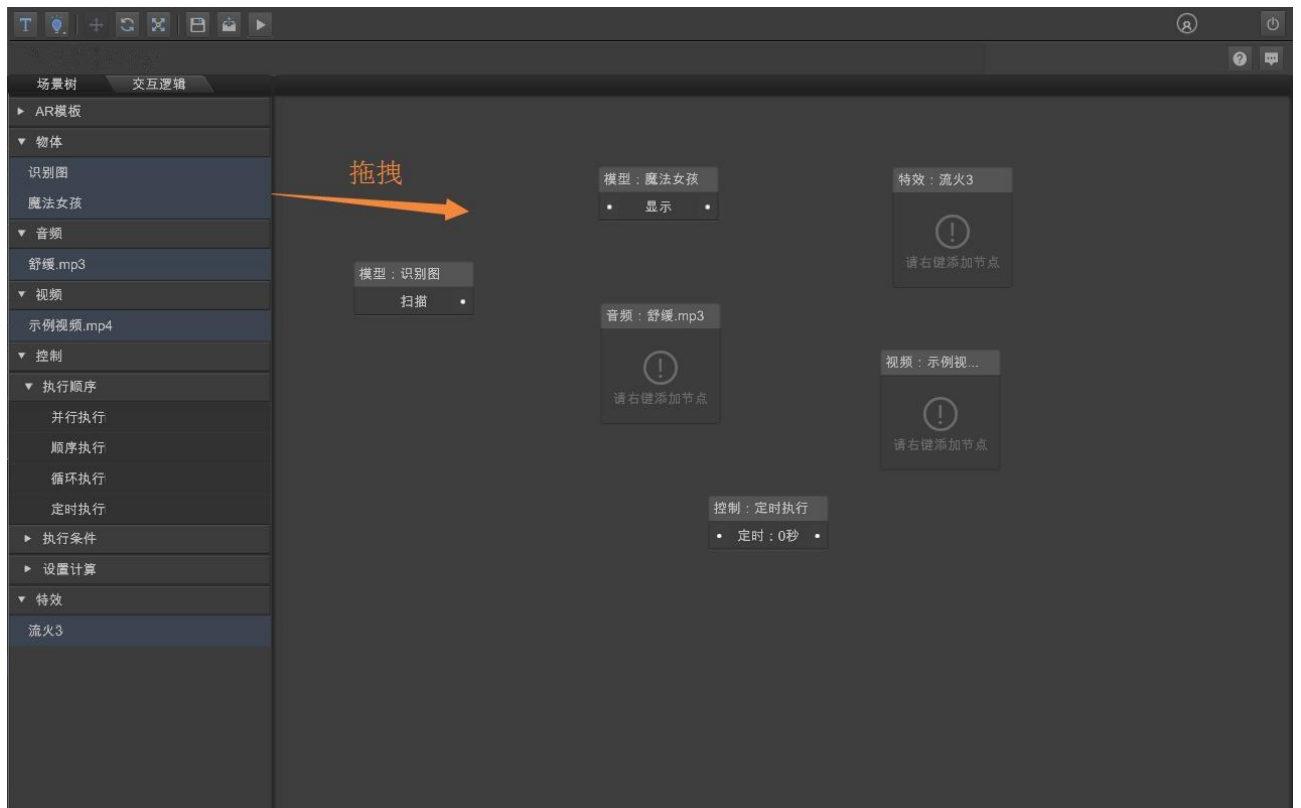 T
场景树
交互逻辑
AR模板
物体
识别图
魔法女孩
音频
舒缓.mp3
视频
示例视频.mp4
控制
执行顺序
并行执行
顺序执行
循环执行
定时执行
执行条件
设置计算
特效
流火3
拖拽
模型：魔法女孩
显示
特效：流火3
请右键添加节点
模型：识别图
扫描
音频：舒缓.mp3
请右键添加节点
视频：示例视...
请右键添加节点
控制：定时执行
定时：0秒